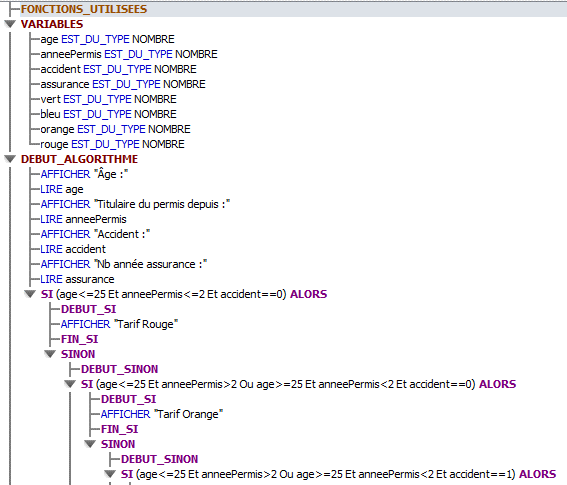 FONCTIONS_UTILISEES
VARIABLES
age EST_DU_TYPE NOMBRE
anneePermis EST_DU_TYPE NOMBRE
accident EST_DU_TYPE NOMBRE
assurance EST_DU_TYPE NOMBRE
vert EST_DU_TYPE NOMBRE
bleu EST_DU_TYPE NOMBRE
orange EST_DU_TYPE NOMBRE
rouge EST_DU_TYPE NOMBRE
DEBUT_ALGORITHME
AFFICHER "Âge :"
LIRE age
AFFICHER "Titulaire du permis depuis :"
LIRE anneePermis
AFFICHER "Accident :"
LIRE accident
AFFICHER "Nb année assurance :"
LIRE assurance
SI (age<=25 Et anneePermis<=2 Et accident==0) ALORS
DEBUT_SI
AFFICHER "Tarif Rouge"
FIN_SI
SINON
DEBUT_SINON
SI (age<=25 Et anneePermis>2 Ou age>=25 Et anneePermis<2 Et accident==0) ALORS
DEBUT_SI
AFFICHER "Tarif Orange"
FIN_SI
SINON
DEBUT_SINON
SI (age<=25 Et anneePermis>2 Ou age>=25 Et anneePermis<2 Et accident==1) ALORS